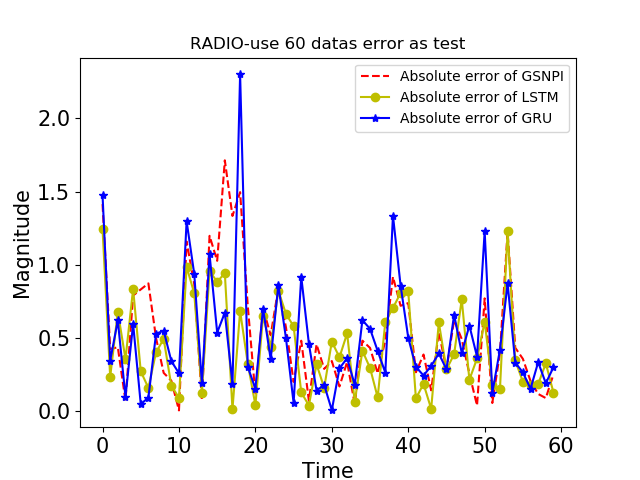 RADIO-use 60 datas error as test
Absolute error of GSNPI
Absolute error of LSTM
Absolute error of GRU
Magnitude
2.0
1.5
1.0
0.5
0.0
0 10 20 30 40 50 60
Time